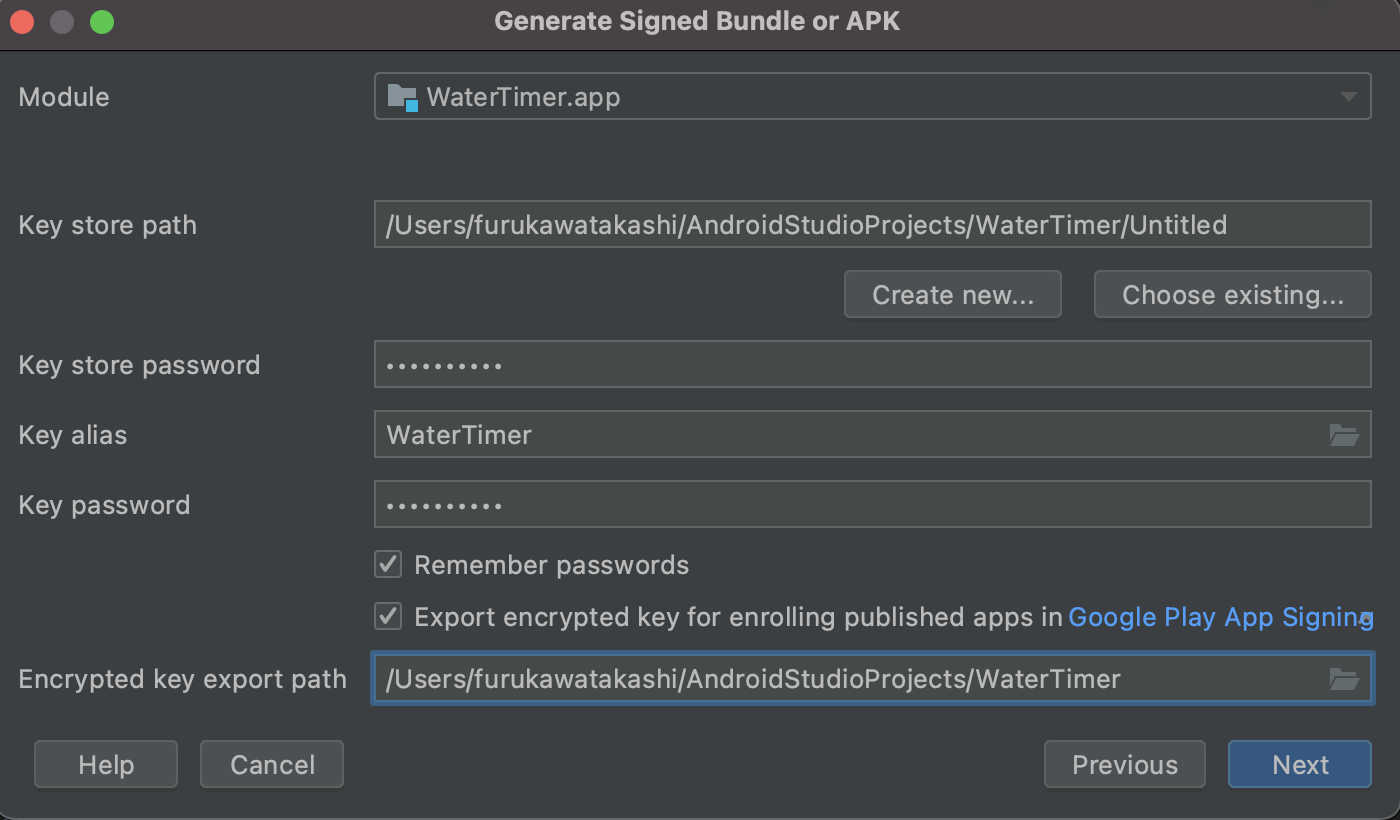 Generate Signed Bundle or APK
Module
WaterTimer.app
Key store path
/Users/furukawatakashi/AndroidStudioProjects/WaterTimer/Untitled
Create new...
Choose existing...
Key store password
••••••••••
Key alias
WaterTimer
Key password
••••••••••
Remember passwords
Export encrypted key for enrolling published apps in Google Play App Signing
Encrypted key export path
/Users/furukawatakashi/AndroidStudioProjects/WaterTimer
Help
Cancel
Previous
Next